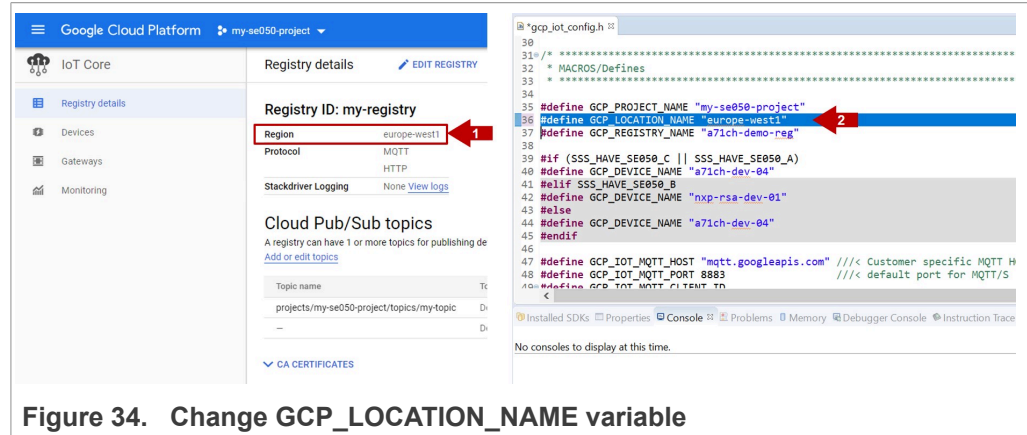 Google Cloud Platform my-se050-project
IoT Core
Registry details
Devices
Gateways
Monitoring
Registry details EDIT REGISTRY
Registry ID: my-registry
Region europe-west1 1
Protocol MQTT
HTTP
Stackdriver Logging None View logs
Cloud Pub/Sub topics
A registry can have 1 or more topics for publishing de
Add or edit topics
Topic name To
projects/my-se050-project/topics/my-topic De
— De
CA CERTIFICATES
*gcp_iot_config.h
30
31 /* **************************************************************************
32 * MACROS/Defines
33 * **************************************************************************
34
35 #define GCP_PROJECT_NAME "my-se050-project"
36 #define GCP_LOCATION_NAME "europe-west1" 2
37 #define GCP_REGISTRY_NAME "a71ch-demo-reg"
38
39 #if (SSS_HAVE_SE050_C || SSS_HAVE_SE050_A)
40 #define GCP_DEVICE_NAME "a71ch-dev-04"
41 #elif SSS_HAVE_SE050_B
42 #define GCP_DEVICE_NAME "nxp-rsa-dev-01"
43 #else
44 #define GCP_DEVICE_NAME "a71ch-dev-04"
45 #endif
46
47 #define GCP_IOT_MQTT_HOST "mqtt.googleapis.com" ///< Customer specific MQTT H
48 #define GCP_IOT_MQTT_PORT 8883 ///< default port for MQTT/S
49 #define GCP_IOT_MQTT_CLIENT_ID
Installed SDKs Properties Console Problems Memory Debugger Console Instruction Trace
No consoles to display at this time.
Figure 34. Change GCP_LOCATION_NAME variable